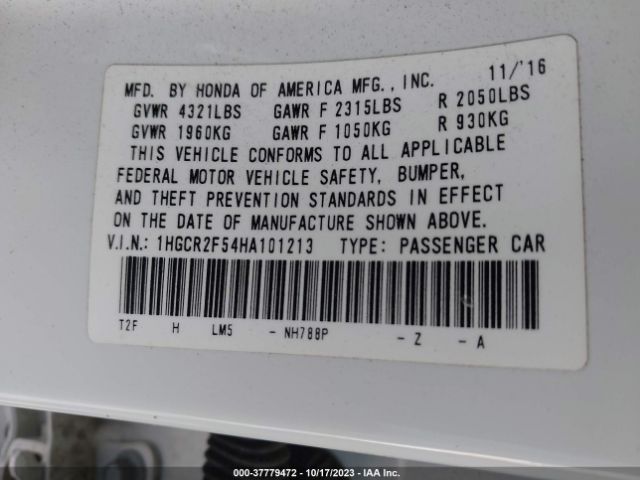 MFD. BY HONDA OF AMERICA MFG., INC. 11/'16
GVWR 4321LBS GAWR F 2315LBS R 2050LBS
GVWR 1960KG GAWR F 1050KG R 930KG
THIS VEHICLE CONFORMS TO ALL APPLICABLE
FEDERAL MOTOR VEHICLE SAFETY, BUMPER,
AND THEFT PREVENTION STANDARDS IN EFFECT
ON THE DATE OF MANUFACTURE SHOWN ABOVE.
V.I.N.: 1HGCR2F54HA101213 TYPE: PASSENGER CAR
T2F H LM5 - NH788P - Z - A
000-37779472 - 10/17/2023 - IAA Inc.